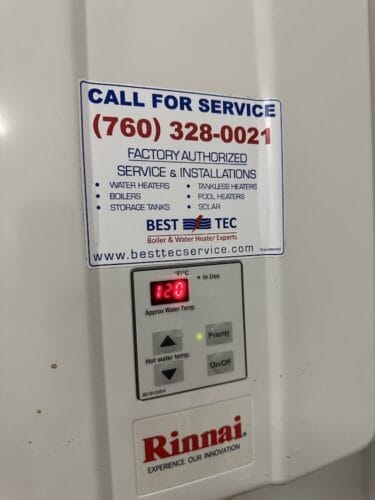 CALL FOR SERVICE
(760) 328-0021
FACTORY AUTHORIZED
SERVICE & INSTALLATIONS
• WATER HEATERS • TANKLESS HEATERS
• BOILERS • POOL HEATERS
• STORAGE TANKS • SOLAR
BEST TEC
Boiler & Water Heater Experts
www.besttecservice.com
°F/°C • In Use
120
Approx Water Temp.
Priority
Hot water temp.
On/Off
Rinnai.
EXPERIENCE OUR INNOVATION